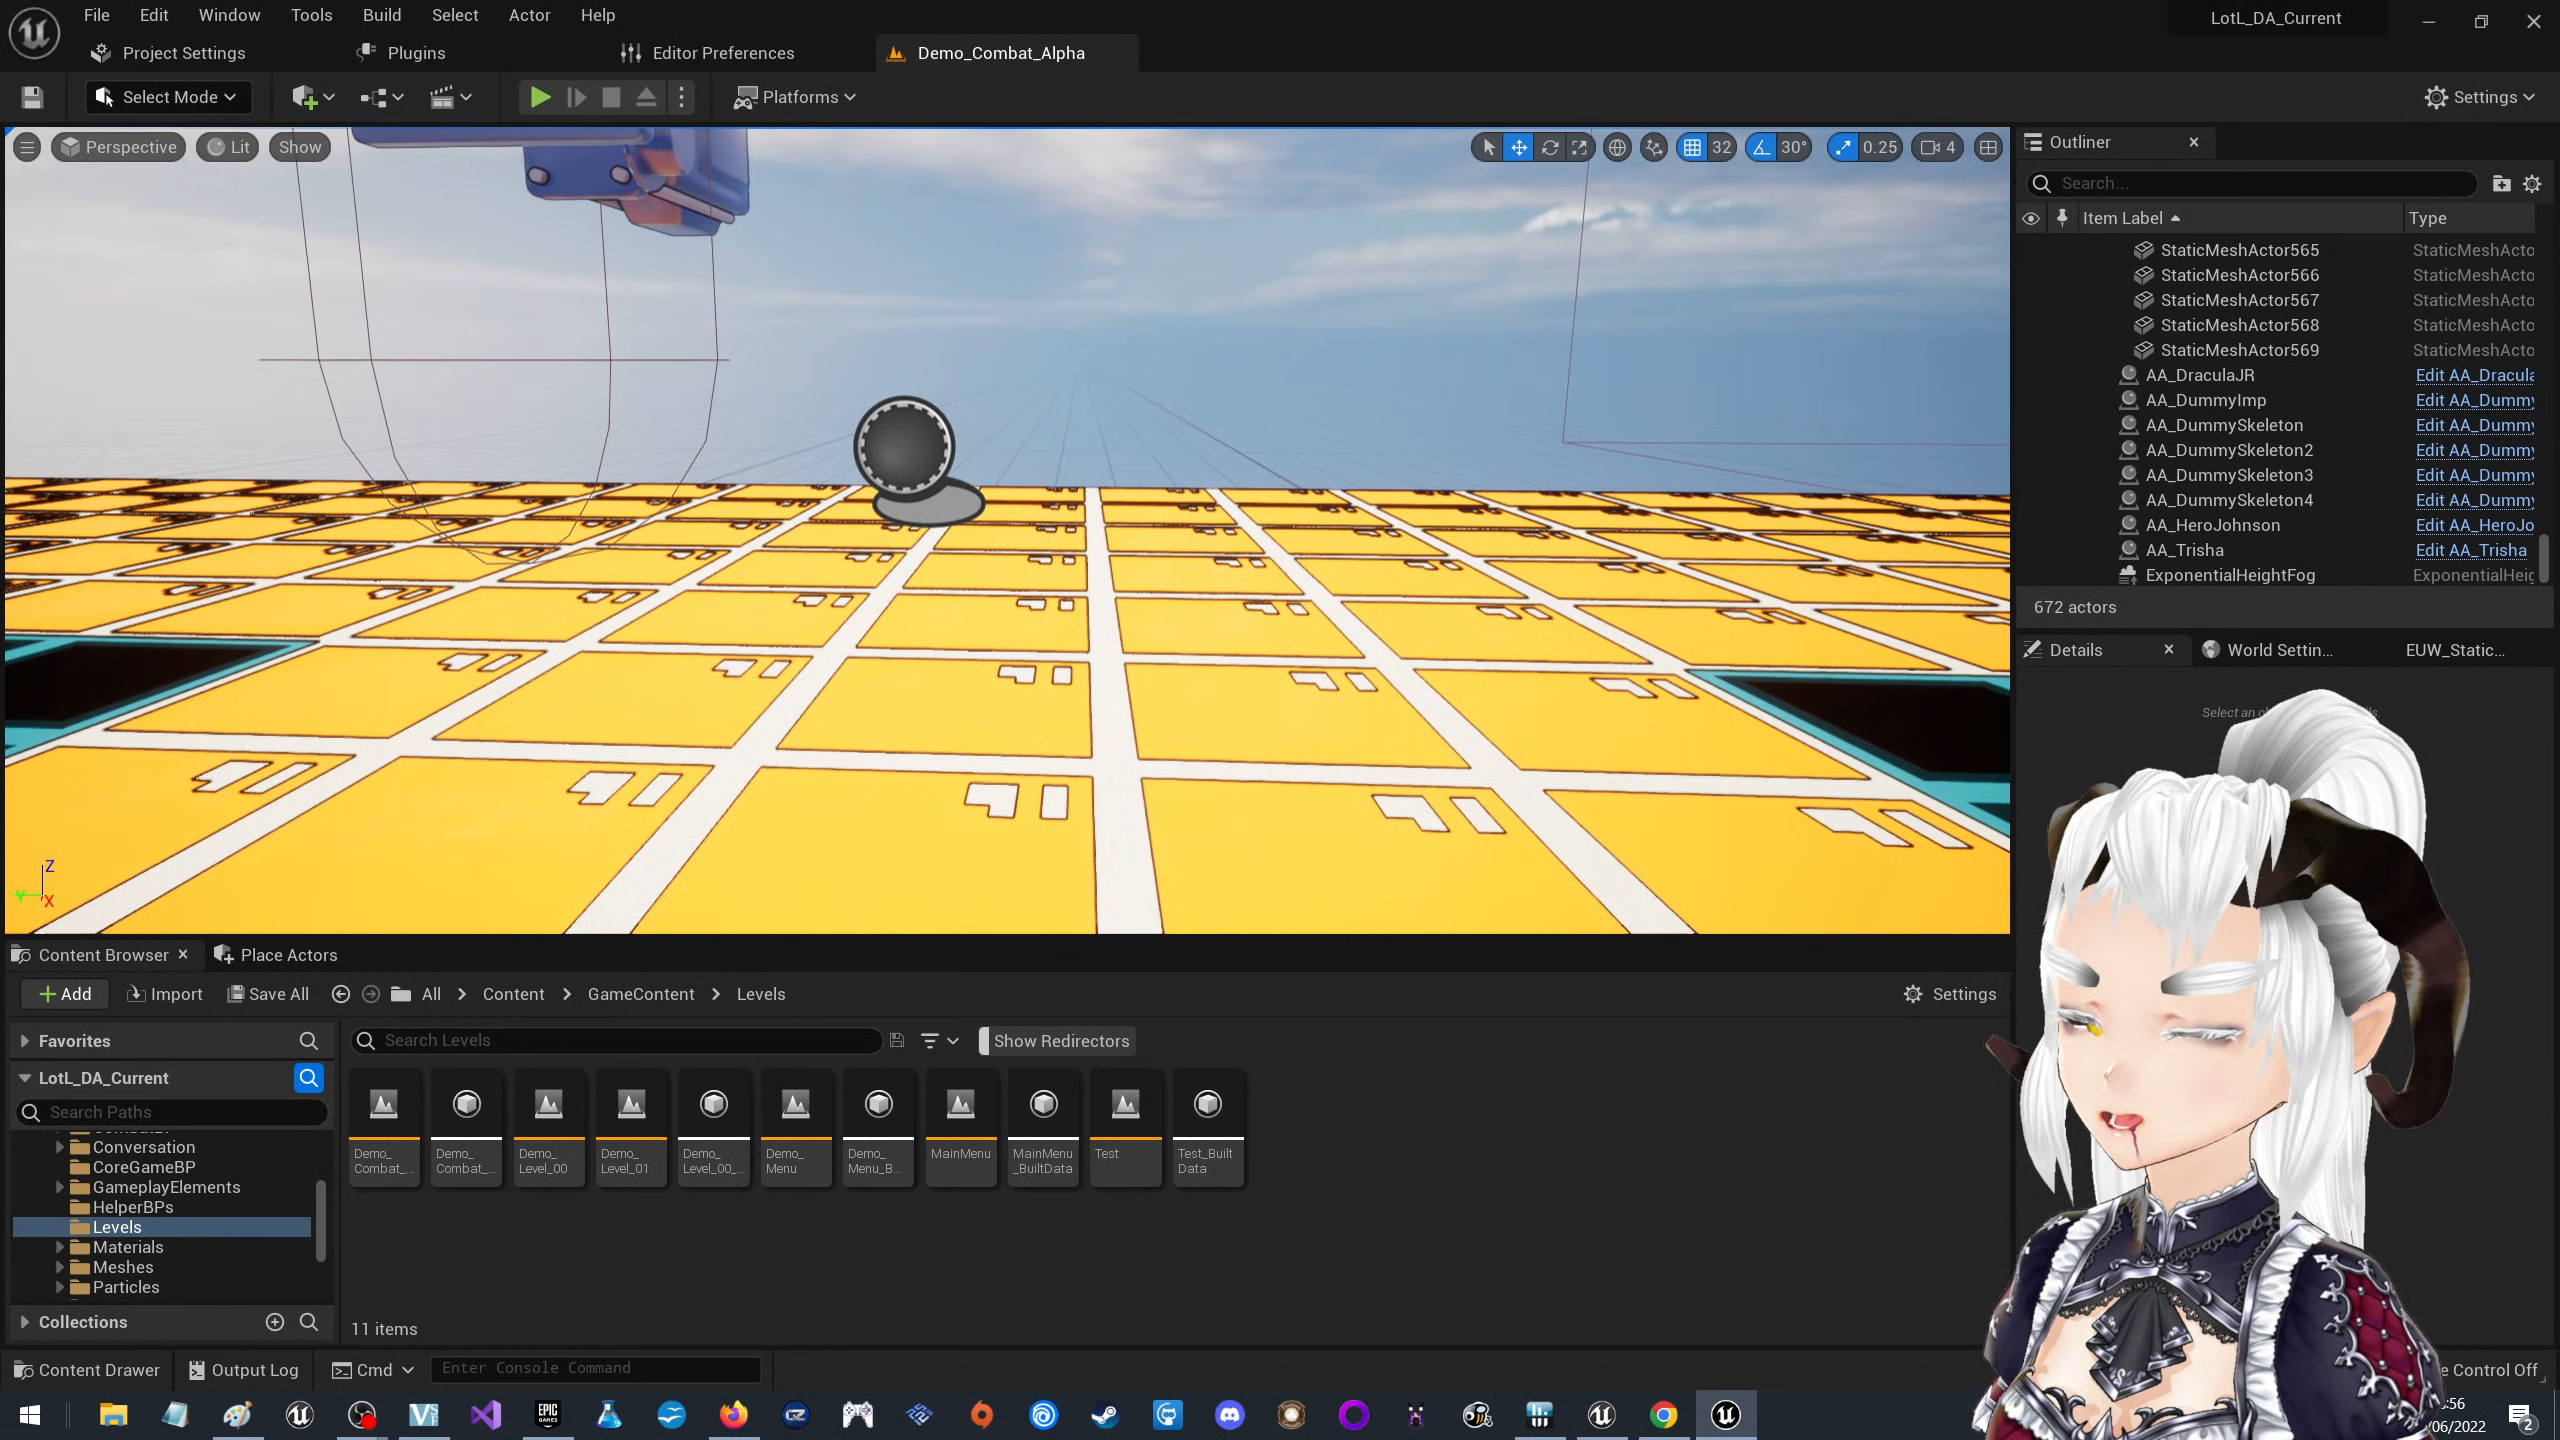 File Edit Window Tools Build Select Actor Help
LotL_DA_Current
Project Settings Plugins Editor Preferences Demo_Combat_Alpha
Select Mode
Platforms
Settings
Perspective Lit Show
32 30° 0.25 4
Outliner
Search...
Item Label Type
StaticMeshActor565 StaticMeshActo
StaticMeshActor566 StaticMeshActo
StaticMeshActor567 StaticMeshActo
StaticMeshActor568 StaticMeshActo
StaticMeshActor569 StaticMeshActo
AA_DraculaJR Edit AA_Dracula
AA_DummyImp Edit AA_Dummy
AA_DummySkeleton Edit AA_Dummy
AA_DummySkeleton2 Edit AA_Dummy
AA_DummySkeleton3 Edit AA_Dummy
AA_DummySkeleton4 Edit AA_Dummy
AA_HeroJohnson Edit AA_HeroJo
AA_Trisha Edit AA_Trisha
ExponentialHeightFog ExponentialHeig
672 actors
Details World Settin... EUW_Static...
Select an
Z
Y
X
Content Browser Place Actors
Add Import Save All All Content GameContent Levels Settings
Favorites
Search Levels
Show Redirectors
LotL_DA_Current
Search Paths
Conversation
CoreGameBP
GameplayElements
HelperBPs
Levels
Materials
Meshes
Particles
Collections
Demo_ Combat_...
Demo_ Combat_...
Demo_ Level_00
Demo_ Level_01
Demo_ Level_00_...
Demo_ Menu
Demo_ Menu_B...
MainMenu
MainMenu _BuiltData
Test
Test_Built Data
11 items
Content Drawer Output Log Cmd Enter Console Command
e Control Off
:56
/06/2022
2
EPIC GAMES